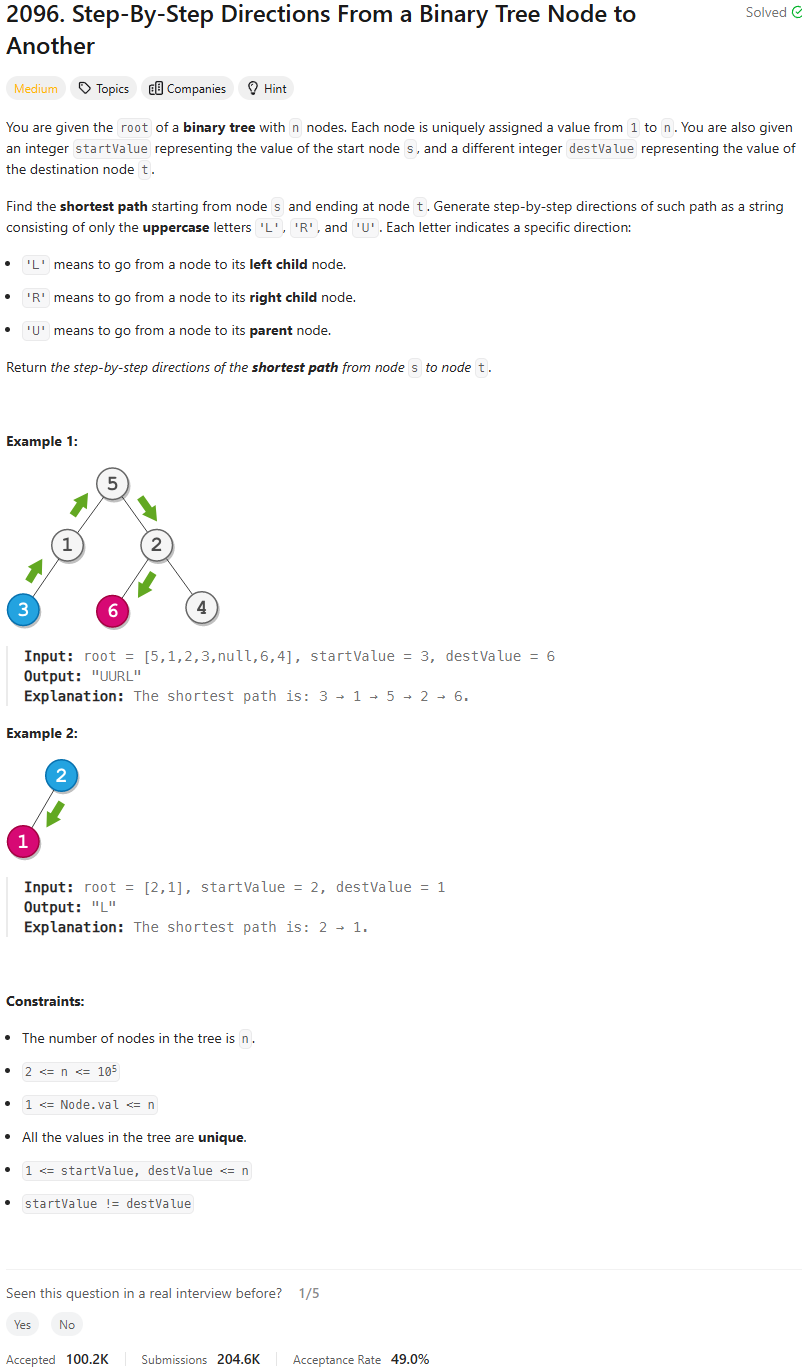 2096. Step-By-Step Directions From a Binary Tree Node to
Another
Solved
Medium Topics Companies Hint
You are given the root of a binary tree with n nodes. Each node is uniquely assigned a value from 1 to n. You are also given
an integer startValue representing the value of the start node s, and a different integer destValue representing the value of
the destination node t.
Find the shortest path starting from node s and ending at node t. Generate step-by-step directions of such path as a string
consisting of only the uppercase letters 'L', 'R', and 'U'. Each letter indicates a specific direction:
• 'L' means to go from a node to its left child node.
• 'R' means to go from a node to its right child node.
• 'U' means to go from a node to its parent node.
Return the step-by-step directions of the shortest path from node s to node t.
Example 1:
5
1 2
3 6 4
Input: root = [5,1,2,3,null,6,4], startValue = 3, destValue = 6
Output: "UURL"
Explanation: The shortest path is: 3 → 1 → 5 → 2 → 6.
Example 2:
2
1
Input: root = [2,1], startValue = 2, destValue = 1
Output: "L"
Explanation: The shortest path is: 2 → 1.
Constraints:
• The number of nodes in the tree is n.
• 2 <= n <= 10⁵
• 1 <= Node.val <= n
• All the values in the tree are unique.
• 1 <= startValue, destValue <= n
• startValue != destValue
Seen this question in a real interview before? 1/5
Yes No
Accepted 100.2K Submissions 204.6K Acceptance Rate 49.0%